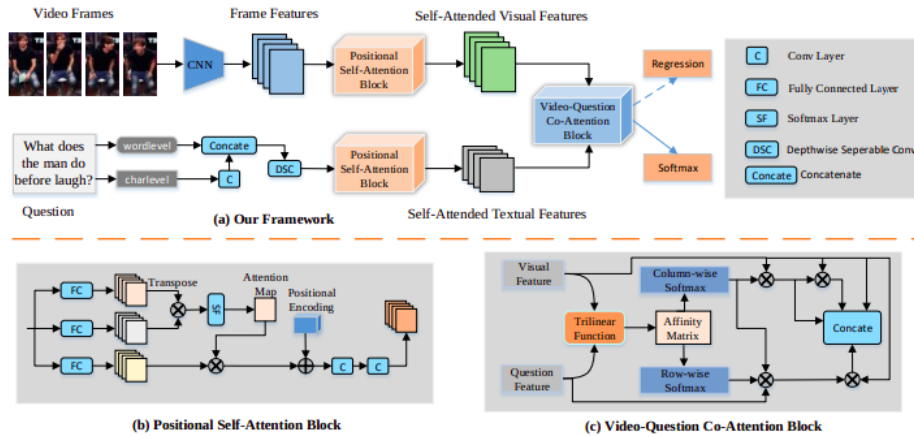 Video Frames
Frame Features
Self-Attended Visual Features
CNN
Positional
Self-Attention
Block
Regression
Video-Question
Co-Attention
Block
Softmax
What does
the man do
before laugh?
wordlevel
charlevel
Concate
C
DSC
Positional
Self-Attention
Block
Question
(a) Our Framework
Self-Attended Textual Features
C
Conv Layer
FC
Fully Connected Layer
SF
Softmax Layer
DSC
Depthwise Seperable Conv
Concate
Concatenate
FC
Transpose
SF
Attention
Map
Positional
Encoding
FC
FC
C
C
(b) Positional Self-Attention Block
Visual
Feature
Column-wise
Softmax
Trilinear
Function
Affinity
Matrix
Concate
Question
Feature
Row-wise
Softmax
(c) Video-Question Co-Attention Block